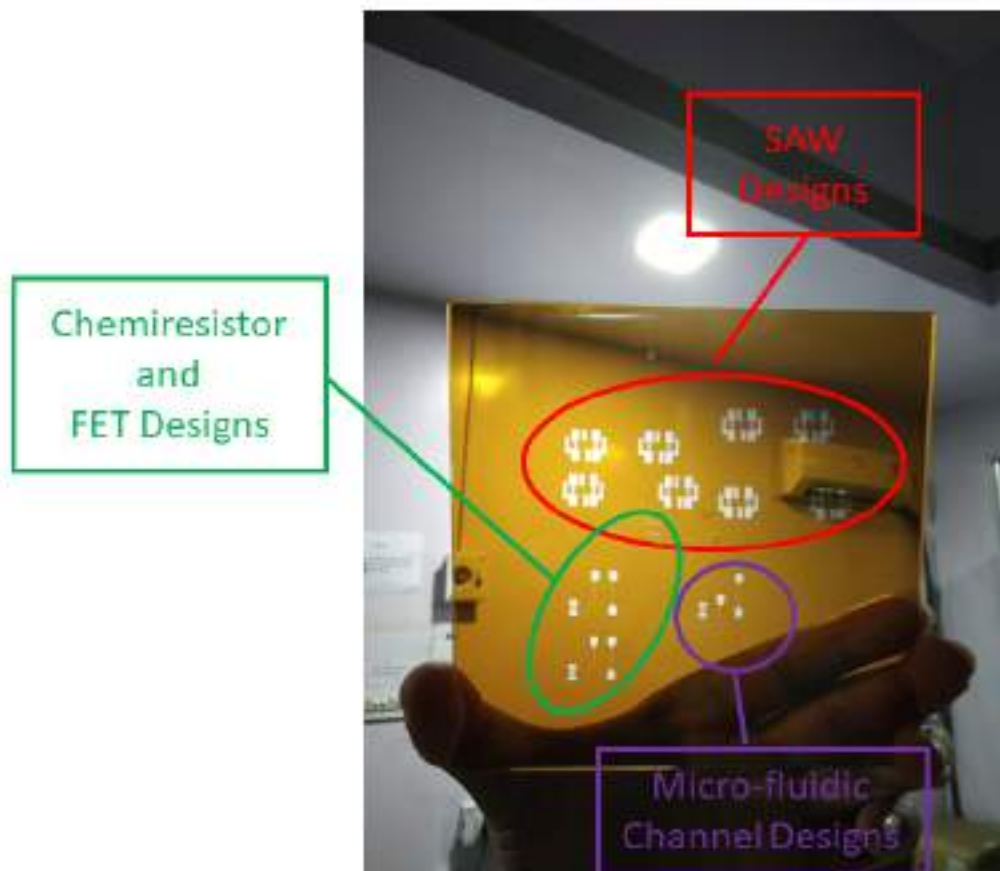 SAW
Designs
Chemiresistor
and
FET Designs
Micro-fluidic
Channel Designs